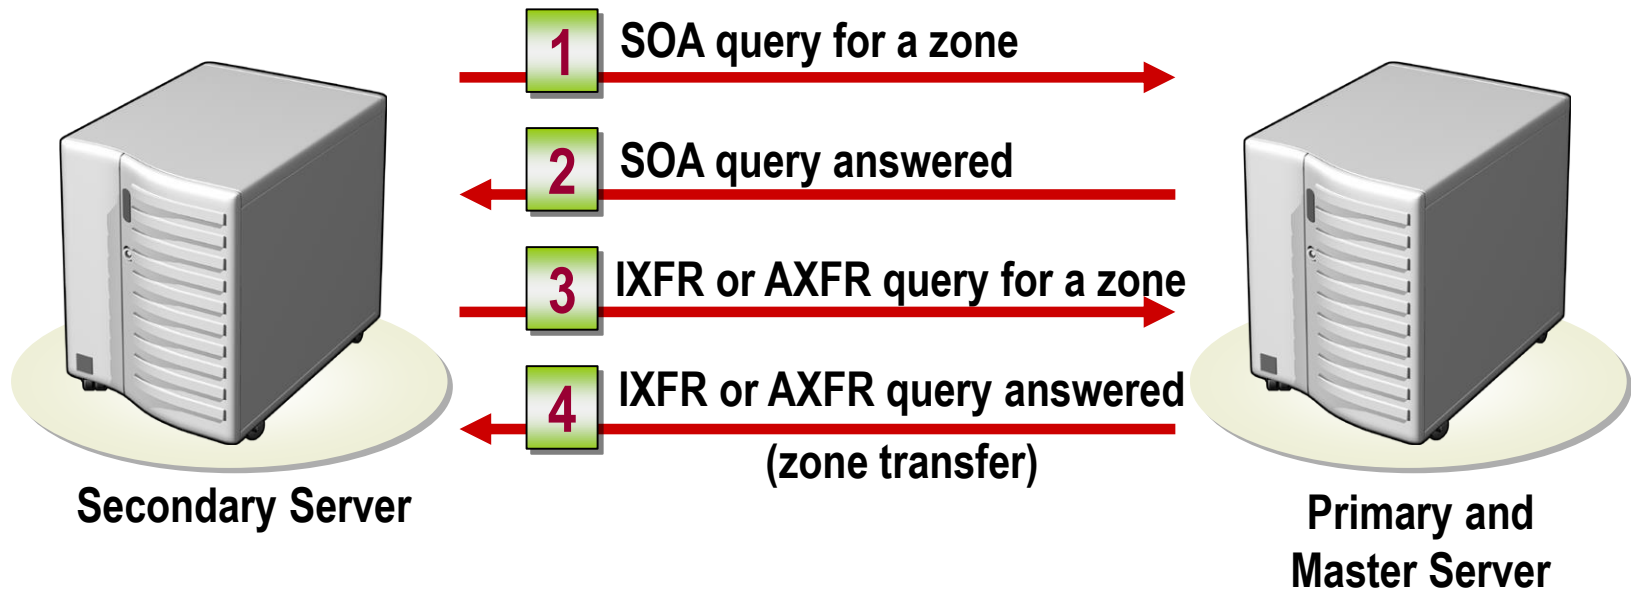 1 SOA query for a zone
2 SOA query answered
3 IXFR or AXFR query for a zone
4 IXFR or AXFR query answered
(zone transfer)
Secondary Server
Primary and
Master Server